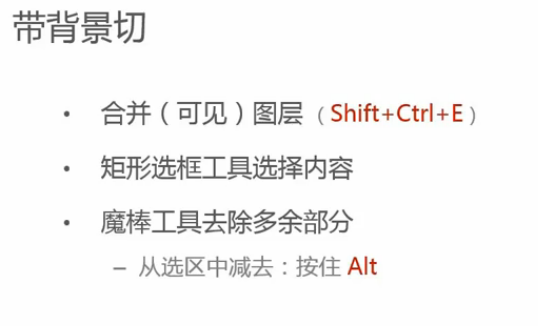 带背景切
• 合并（可见）图层（Shift+Ctrl+E）
• 矩形选框工具选择内容
• 魔棒工具去除多余部分
– 从选区中减去：按住 Alt